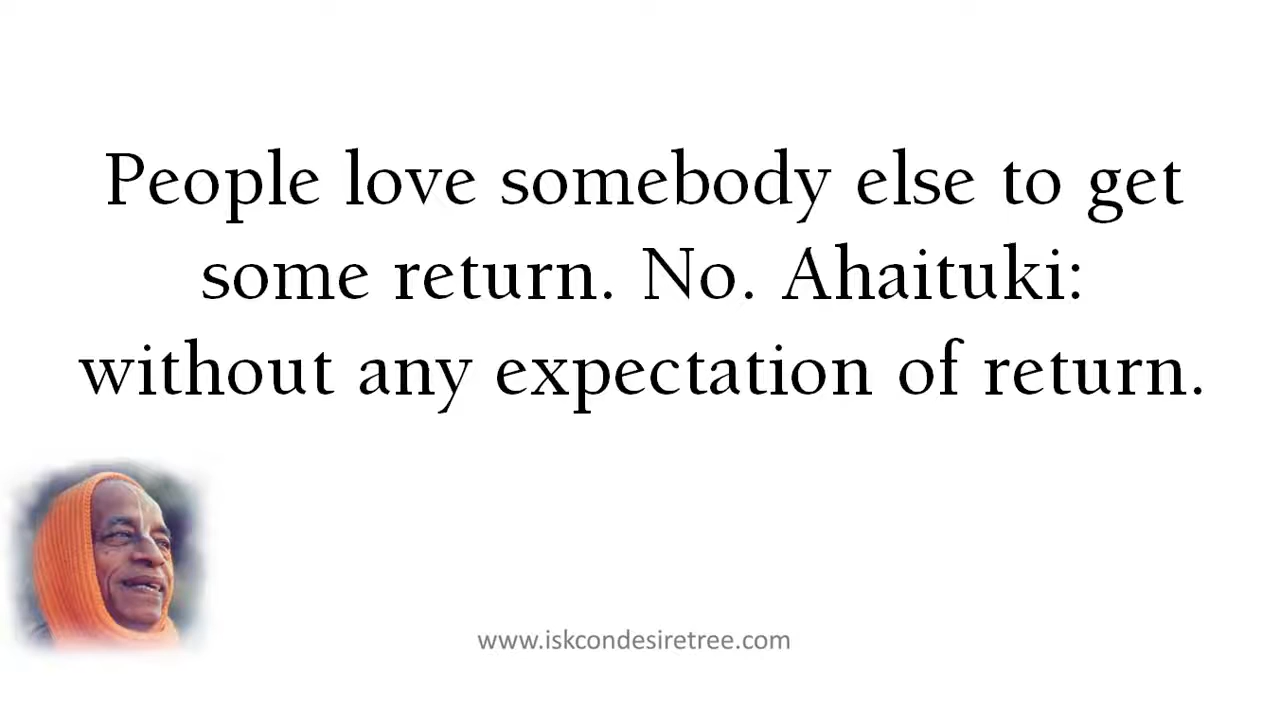 People love somebody else to get
some return. No. Ahaituki:
without any expectation of return.
www.iskcondesiretree.com